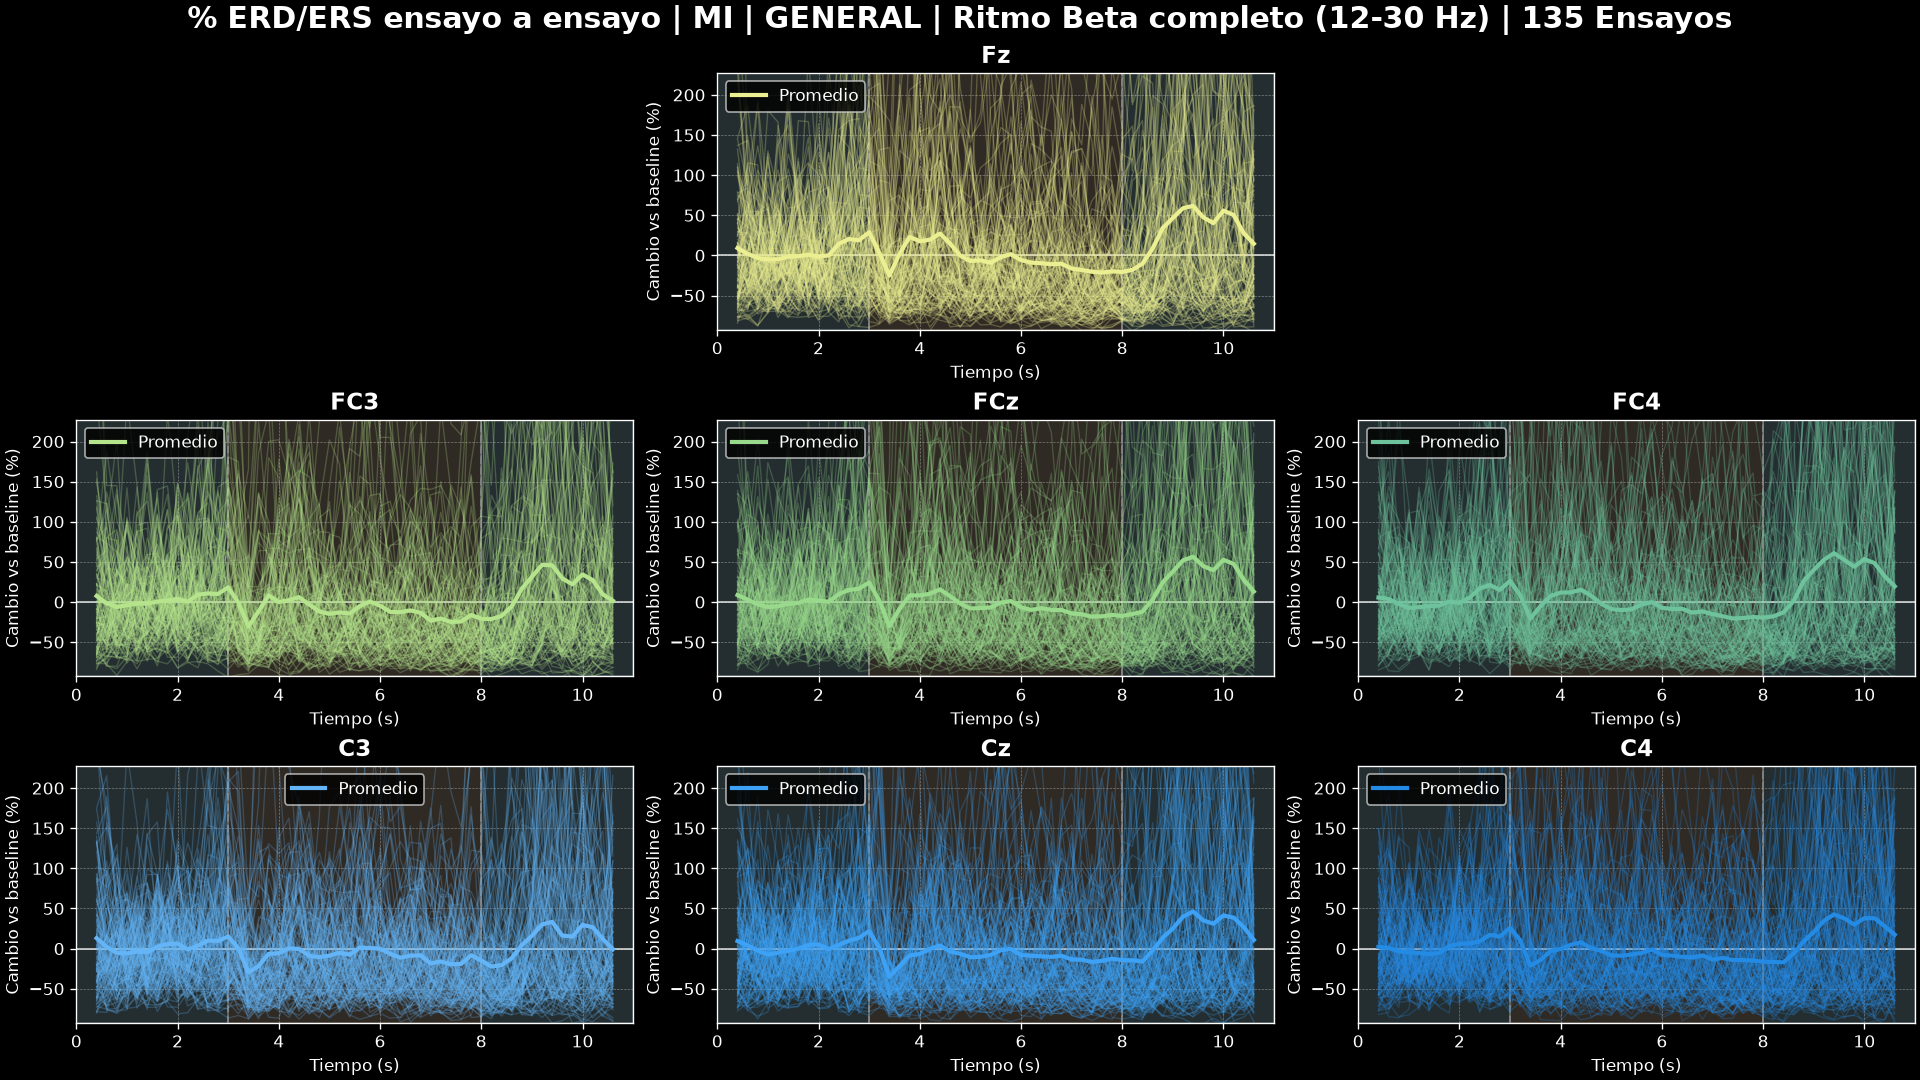 % ERD/ERS ensayo a ensayo | MI | GENERAL | Ritmo Beta completo (12-30 Hz) | 135 Ensayos
Fz
Cambio vs baseline (%)
200
150
100
50
0
−50
Promedio
0 2 4 6 8 10
Tiempo (s)
FC3
Cambio vs baseline (%)
200
150
100
50
0
−50
Promedio
0 2 4 6 8 10
Tiempo (s)
FCz
Cambio vs baseline (%)
200
150
100
50
0
−50
Promedio
0 2 4 6 8 10
Tiempo (s)
FC4
Cambio vs baseline (%)
200
150
100
50
0
−50
Promedio
0 2 4 6 8 10
Tiempo (s)
C3
Cambio vs baseline (%)
200
150
100
50
0
−50
Promedio
0 2 4 6 8 10
Tiempo (s)
Cz
Cambio vs baseline (%)
200
150
100
50
0
−50
Promedio
0 2 4 6 8 10
Tiempo (s)
C4
Cambio vs baseline (%)
200
150
100
50
0
−50
Promedio
0 2 4 6 8 10
Tiempo (s)